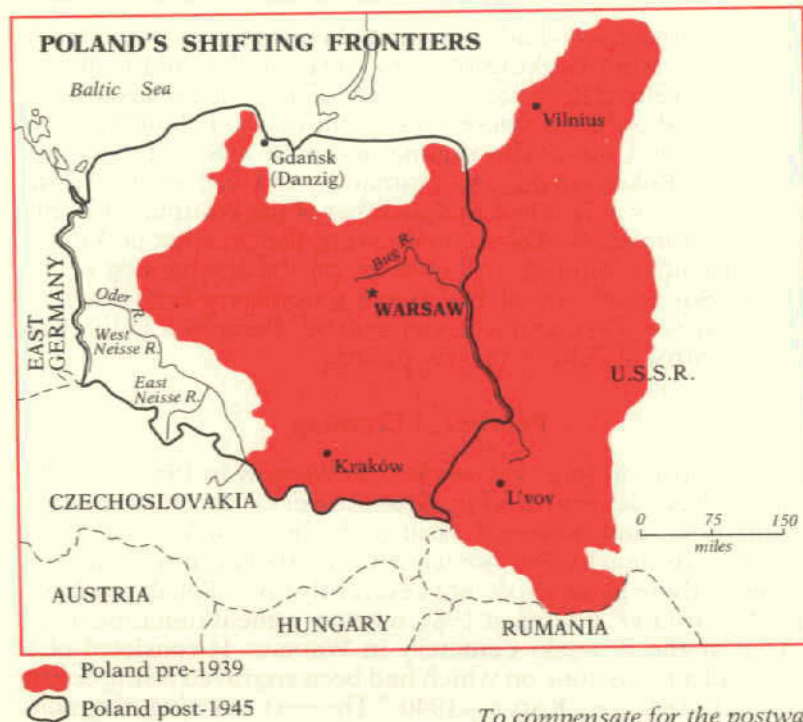 POLAND'S SHIFTING FRONTIERS
Baltic Sea
Vilnius
Gdańsk
(Danzig)
Bug R.
WARSAW
Oder R.
West
Neisse R.
East
Neisse R.
EAST
GERMANY
U.S.S.R.
Kraków
L'vov
CZECHOSLOVAKIA
0 75 150
miles
AUSTRIA
HUNGARY
RUMANIA
Poland pre-1939
Poland post-1945
To compensate for the postwa